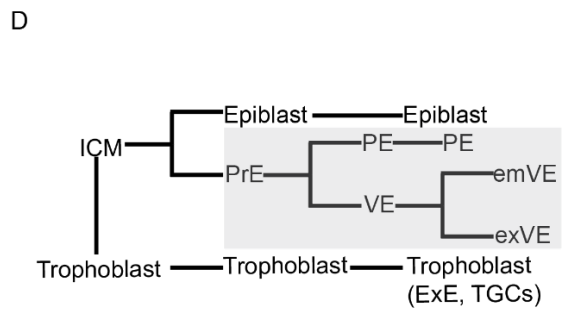 D
Epiblast Epiblast
ICM PE PE
PrE emVE
VE
exVE
Trophoblast Trophoblast Trophoblast
(ExE, TGCs)